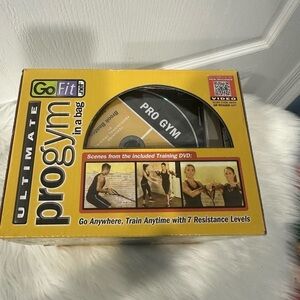 GoFit
.net
ULTIMATE
progym
in a bag
PRO GYM
VIDEO
Scenes from the included Training DVD:
Go Anywhere, Train Anytime with 7 Resistance Levels